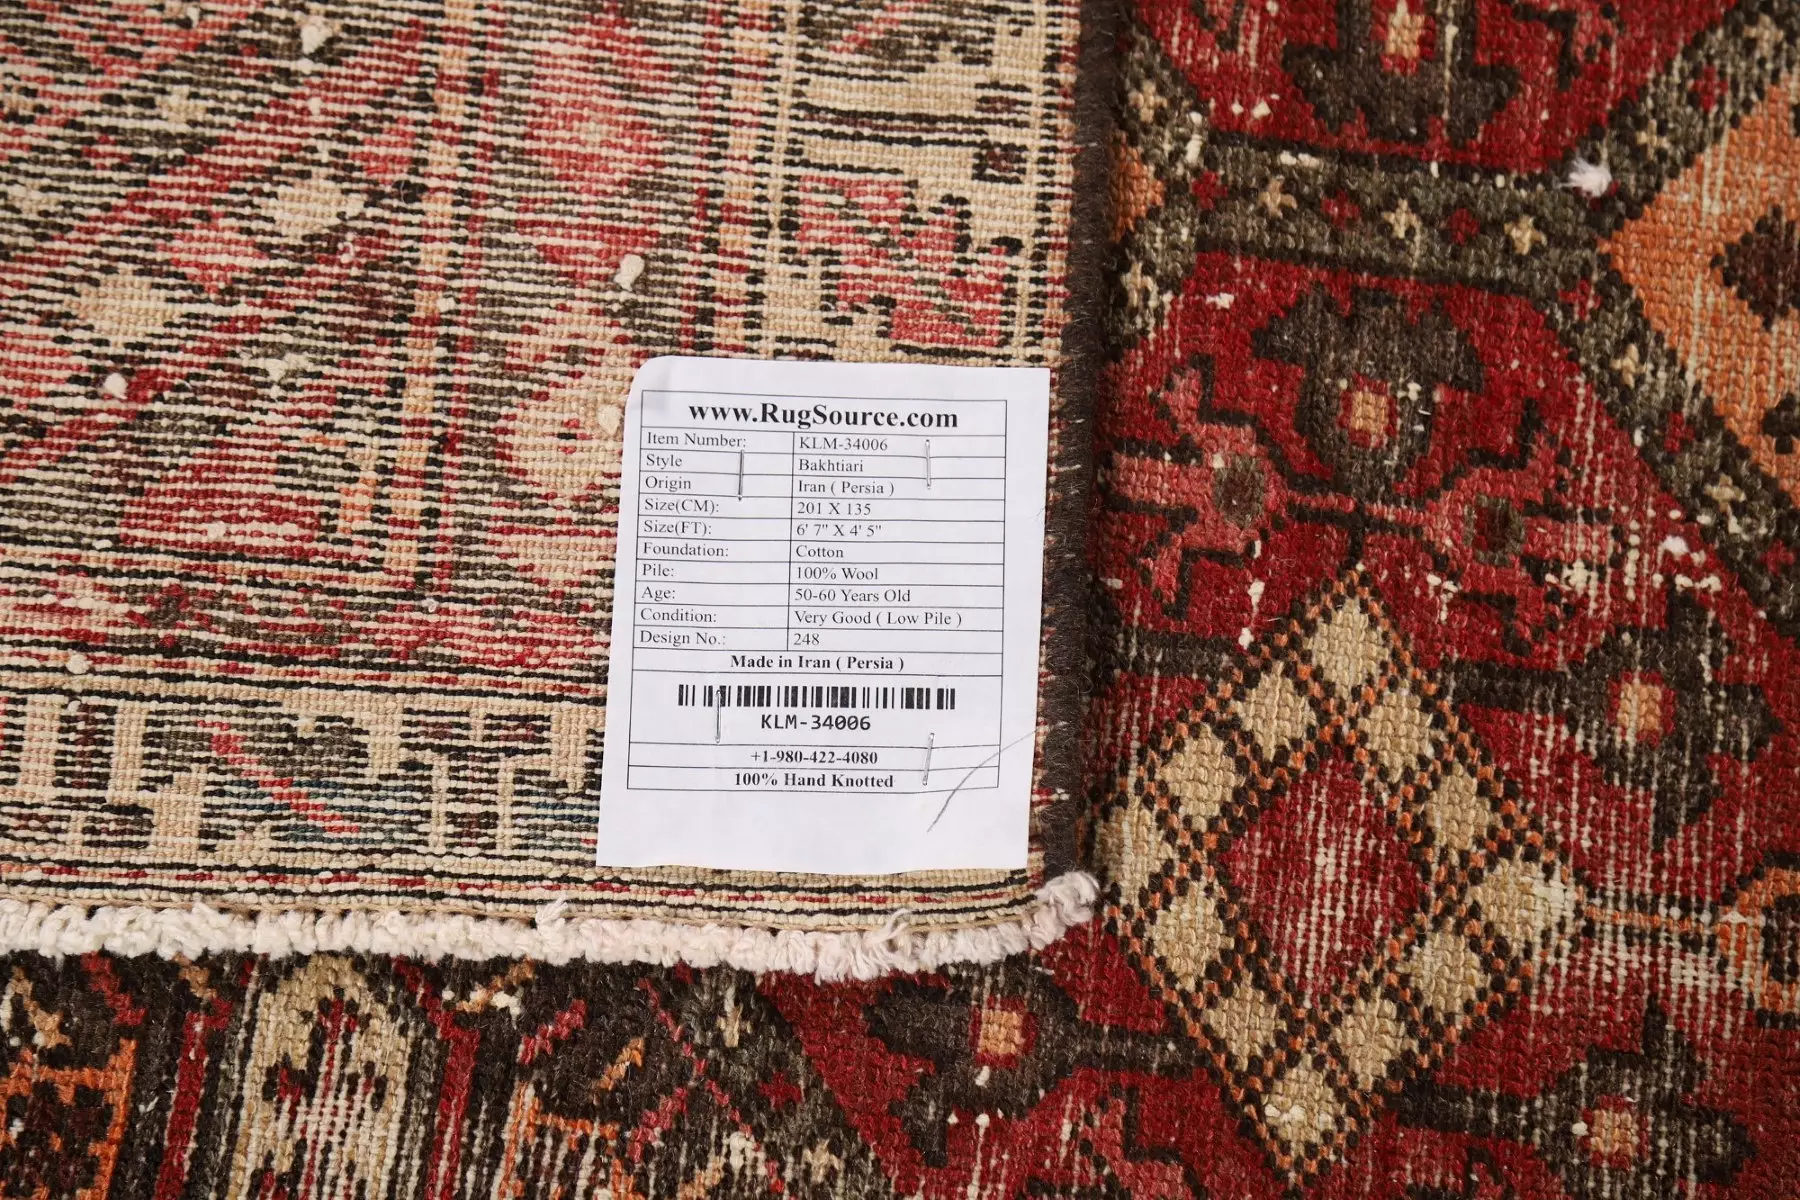 www.RugSource.com
Item Number: KLM-34006
Style Bakhtiari
Origin Iran ( Persia )
Size(CM): 201 X 135
Size(FT): 6' 7" X 4' 5"
Foundation: Cotton
Pile: 100% Wool
Age: 50-60 Years Old
Condition: Very Good ( Low Pile )
Design No.: 248
Made in Iran ( Persia )
KLM-34006
+1-980-422-4080
100% Hand Knotted